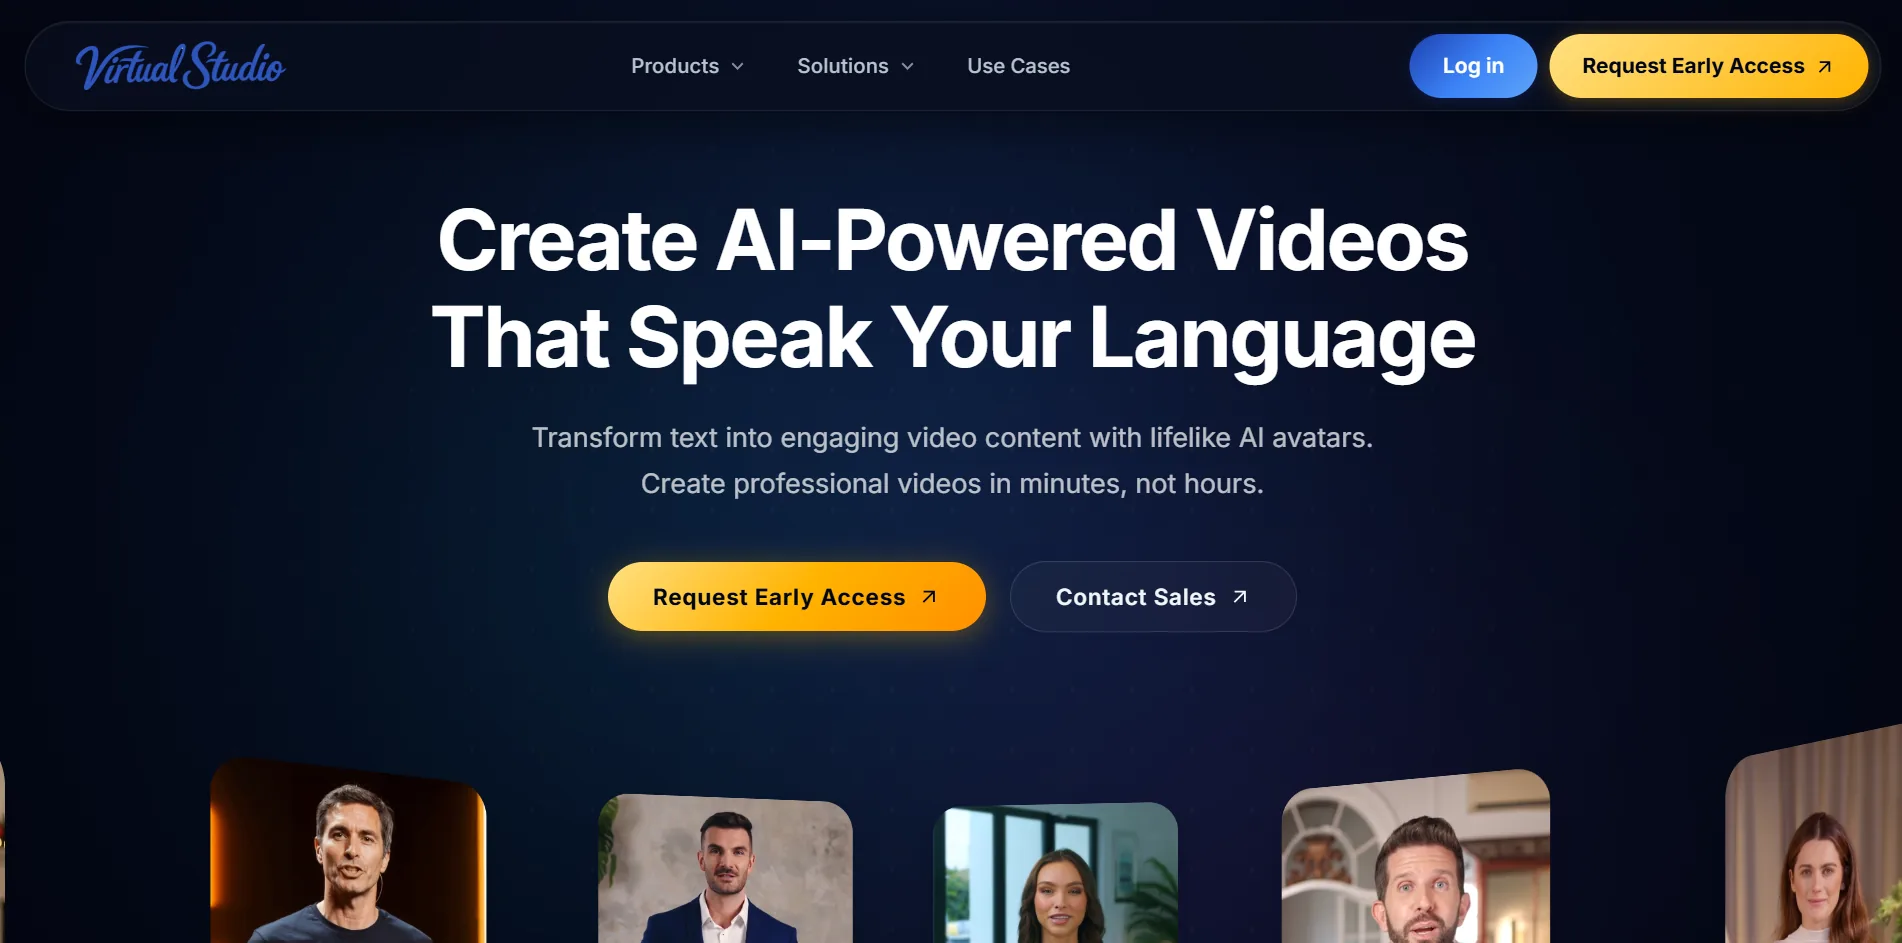 Virtual Studio
Products
Solutions
Use Cases
Log in
Request Early Access
Create AI-Powered Videos
That Speak Your Language
Transform text into engaging video content with lifelike AI avatars.
Create professional videos in minutes, not hours.
Request Early Access
Contact Sales